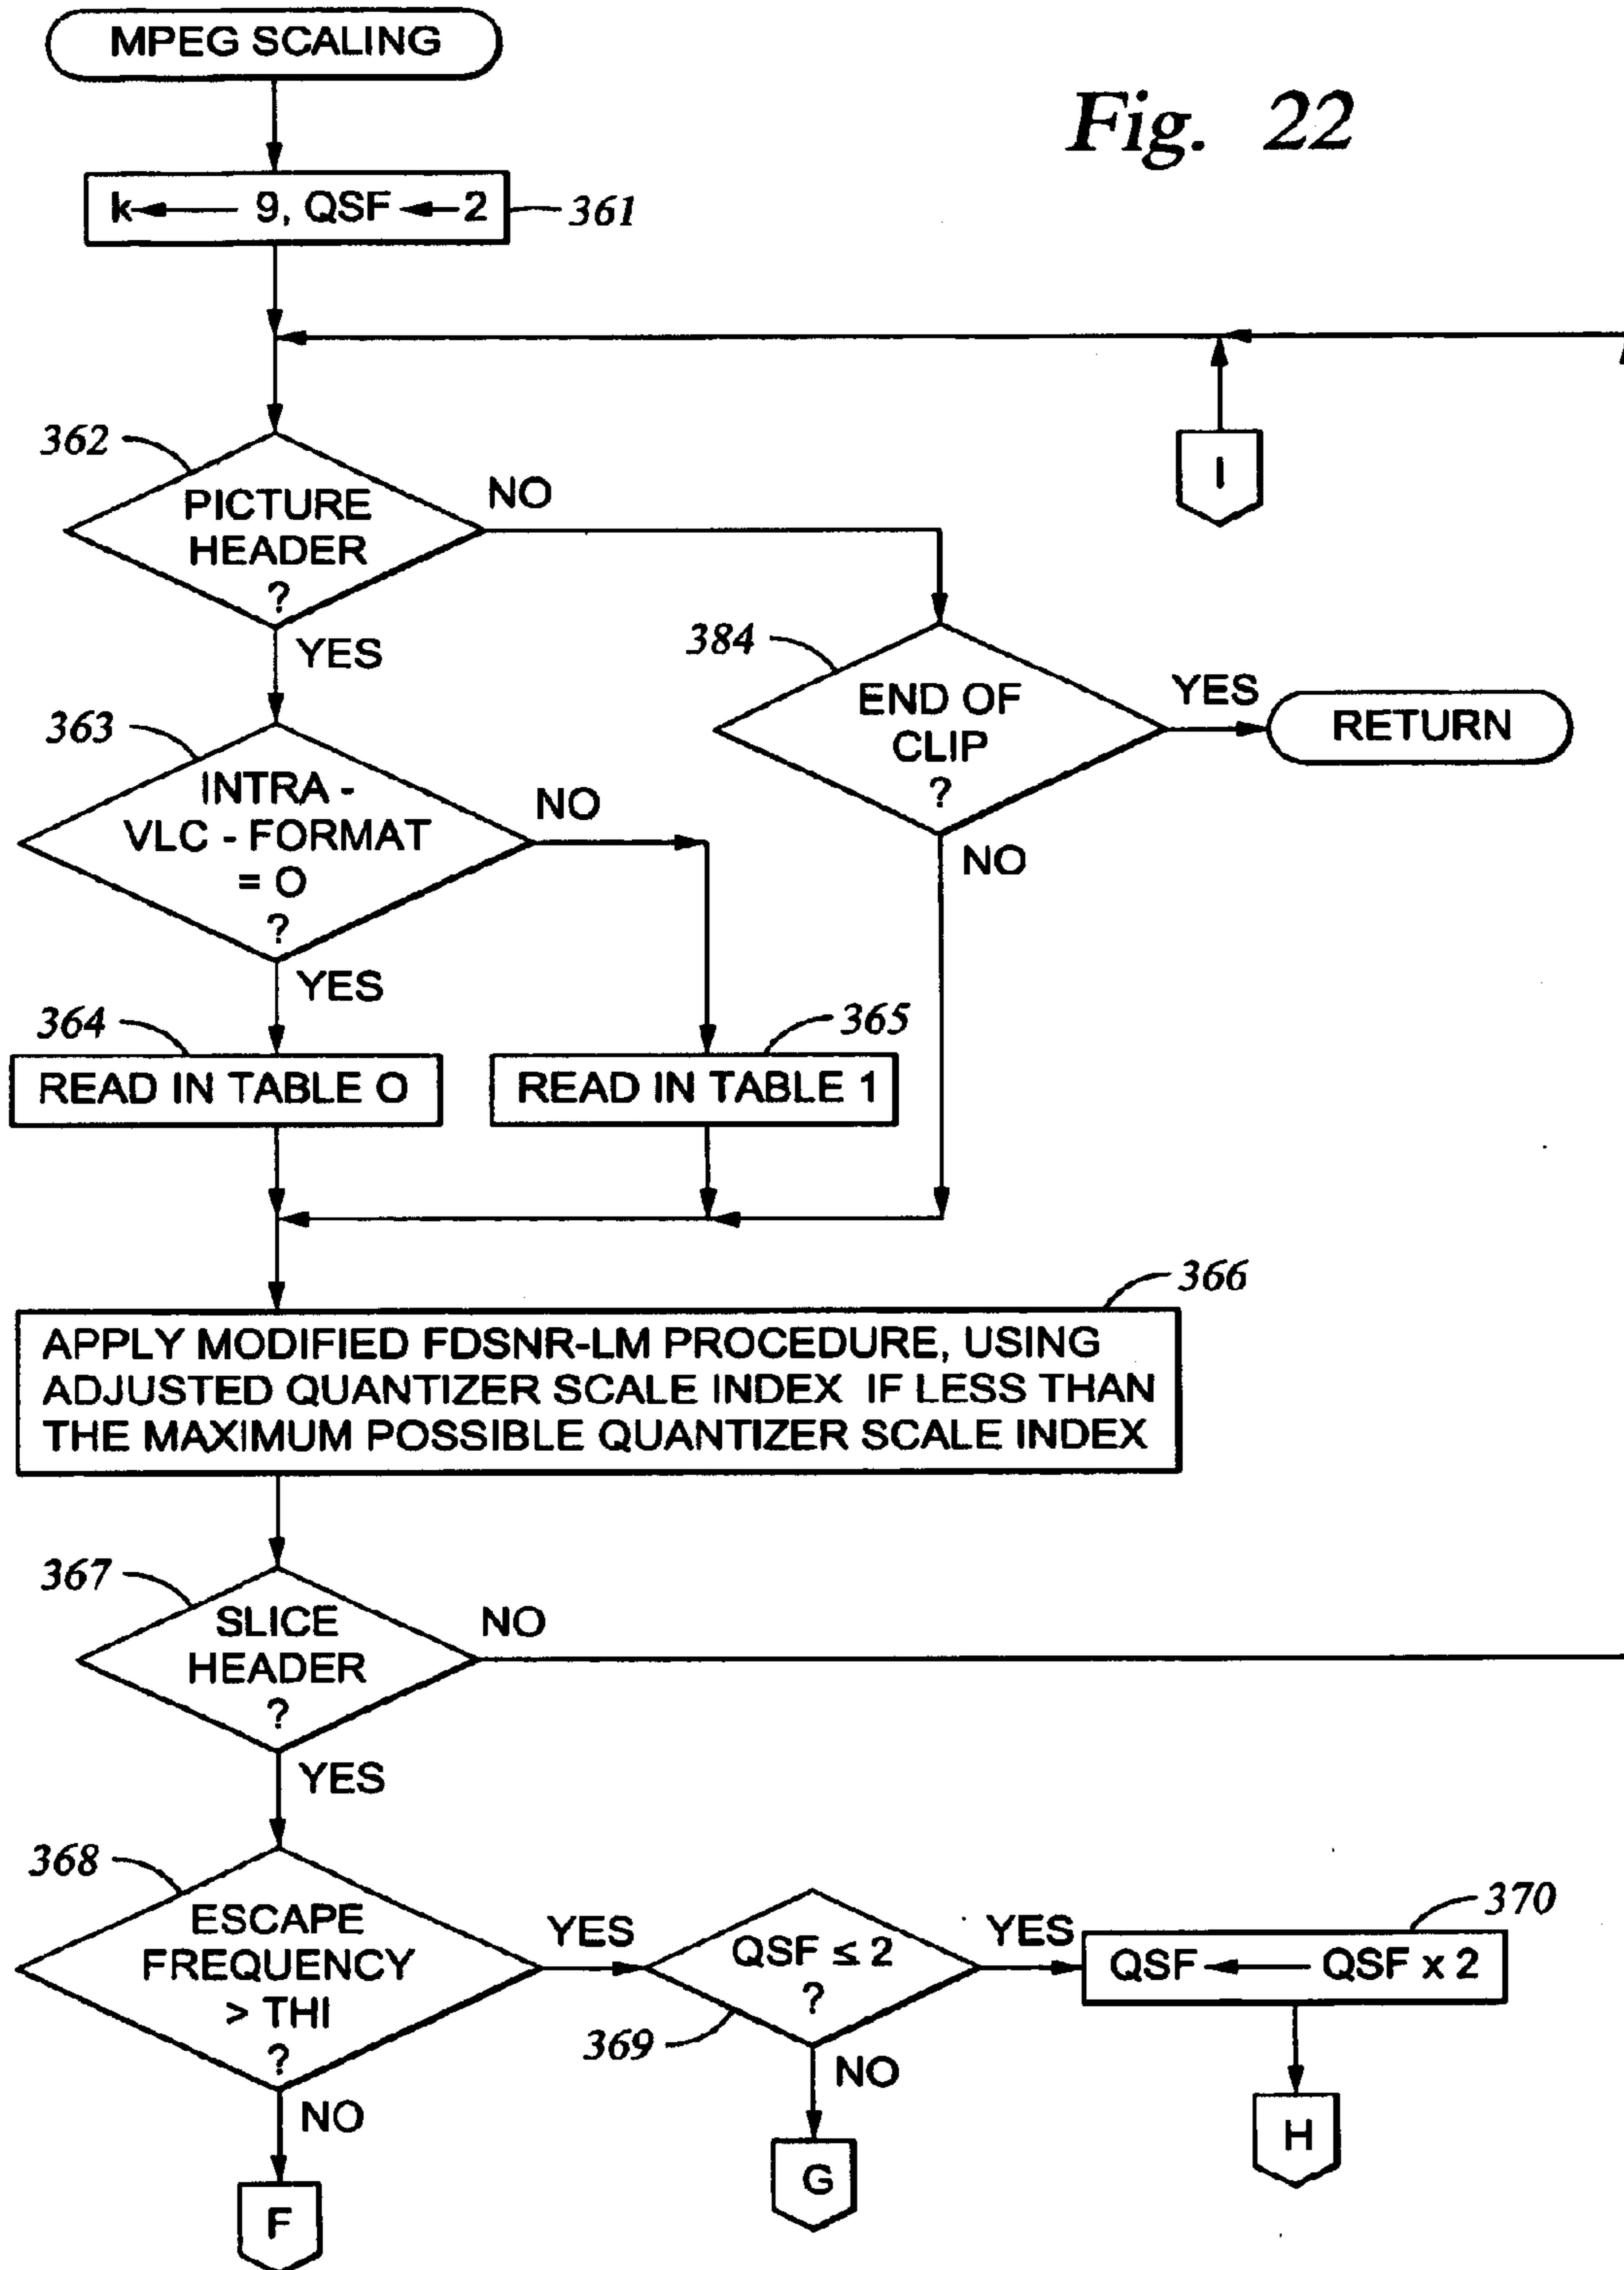 MPEG SCALING
Fig. 22
k ← 9, QSF ← 2
361
362
PICTURE
HEADER
?
NO
YES
I
384
END OF
CLIP
?
YES
RETURN
NO
363
INTRA -
VLC - FORMAT
= O
?
NO
YES
364
READ IN TABLE O
365
READ IN TABLE 1
366
APPLY MODIFIED FDSNR-LM PROCEDURE, USING
ADJUSTED QUANTIZER SCALE INDEX IF LESS THAN
THE MAXIMUM POSSIBLE QUANTIZER SCALE INDEX
367
SLICE
HEADER
?
NO
YES
368
ESCAPE
FREQUENCY
> THI
?
YES
NO
F
369
QSF ≤ 2
?
YES
NO
G
370
QSF ← QSF x 2
H